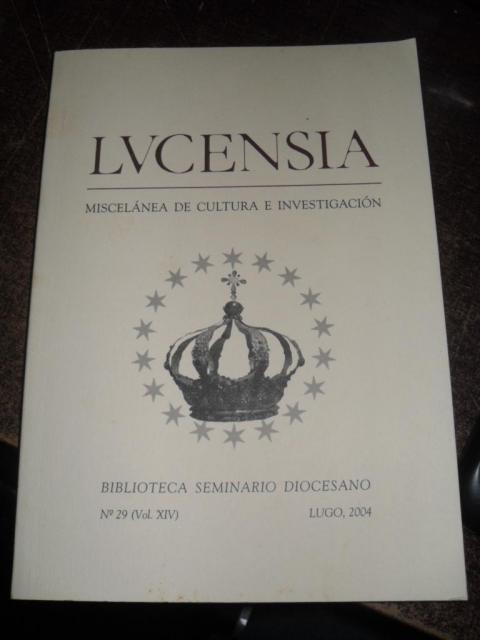 LVCENSIA
MISCELÁNEA DE CULTURA E INVESTIGACIÓN
BIBLIOTECA SEMINARIO DIOCESANO
Nº 29 (Vol. XIV) LUGO, 2004